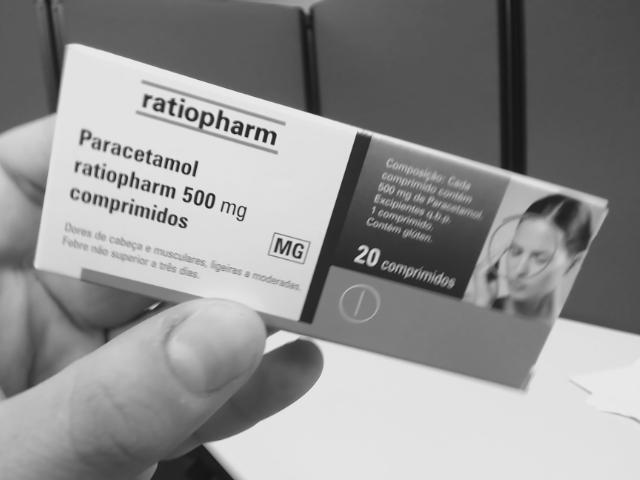 ratiopharm
Paracetamol
ratiopharm 500 mg
comprimidos
Dores de cabeça e musculares, ligeiras a moderadas.
Febre não superior a três dias.
MG
Composição: Cada
comprimido contém
500 mg de Paracetamol.
Excipientes q.b.p.
1 comprimido.
Contém glúten.
20 comprimidos